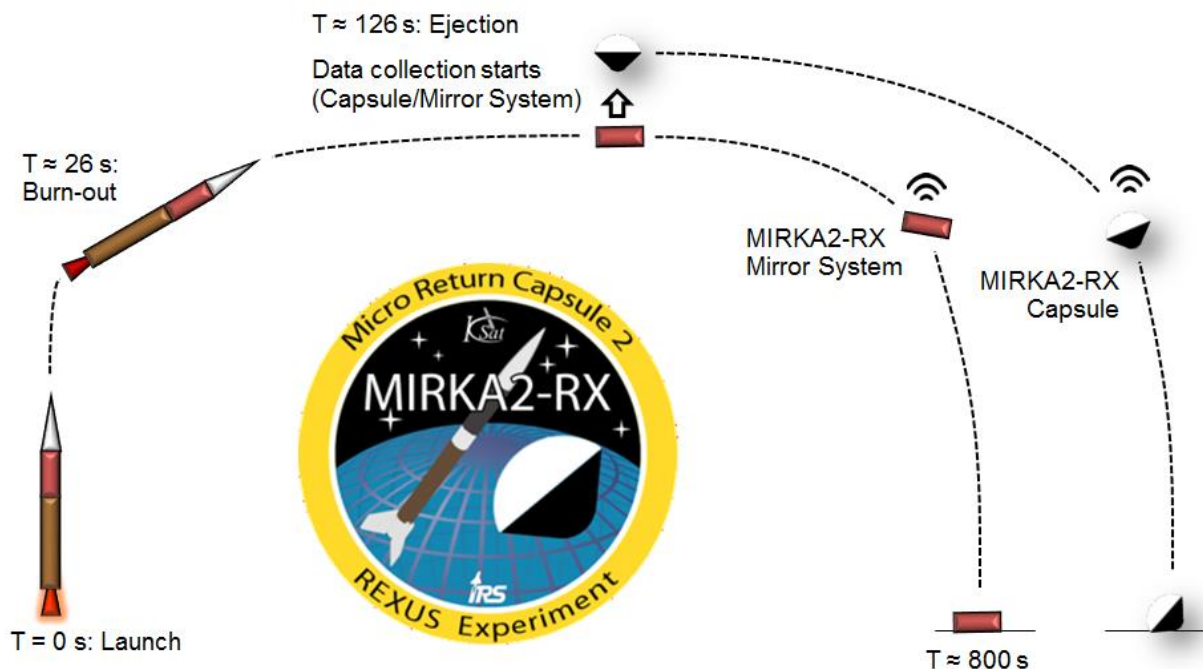 T ≈ 126 s: Ejection
Data collection starts
(Capsule/Mirror System)
T ≈ 26 s:
Burn-out
MIRKA2-RX
Mirror System
MIRKA2-RX
Capsule
Micro Return Capsule 2
KSat
MIRKA2-RX
IRS
REXUS Experiment
T = 0 s: Launch
T ≈ 800 s